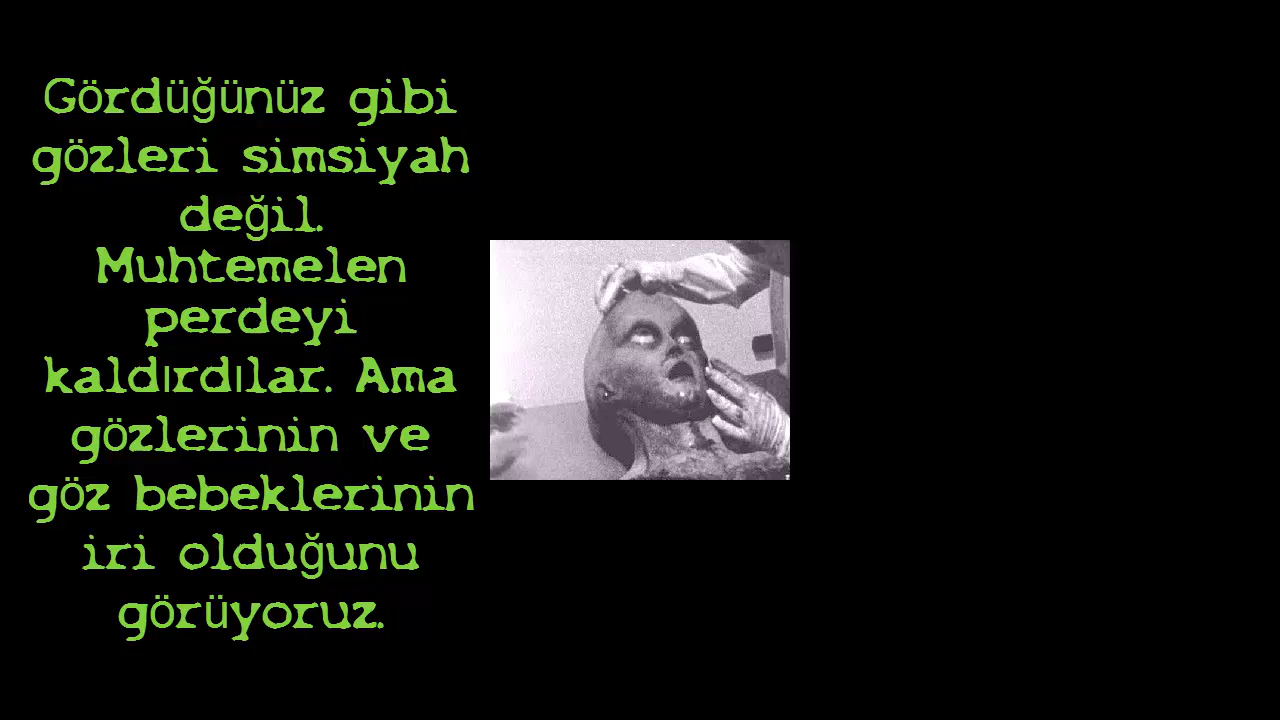 Gördüğünüz gibi
gözleri simsiyah
değil.
Muhtemelen
perdeyi
kaldırdılar. Ama
gözlerinin ve
göz bebeklerinin
iri olduğunu
görüyoruz.